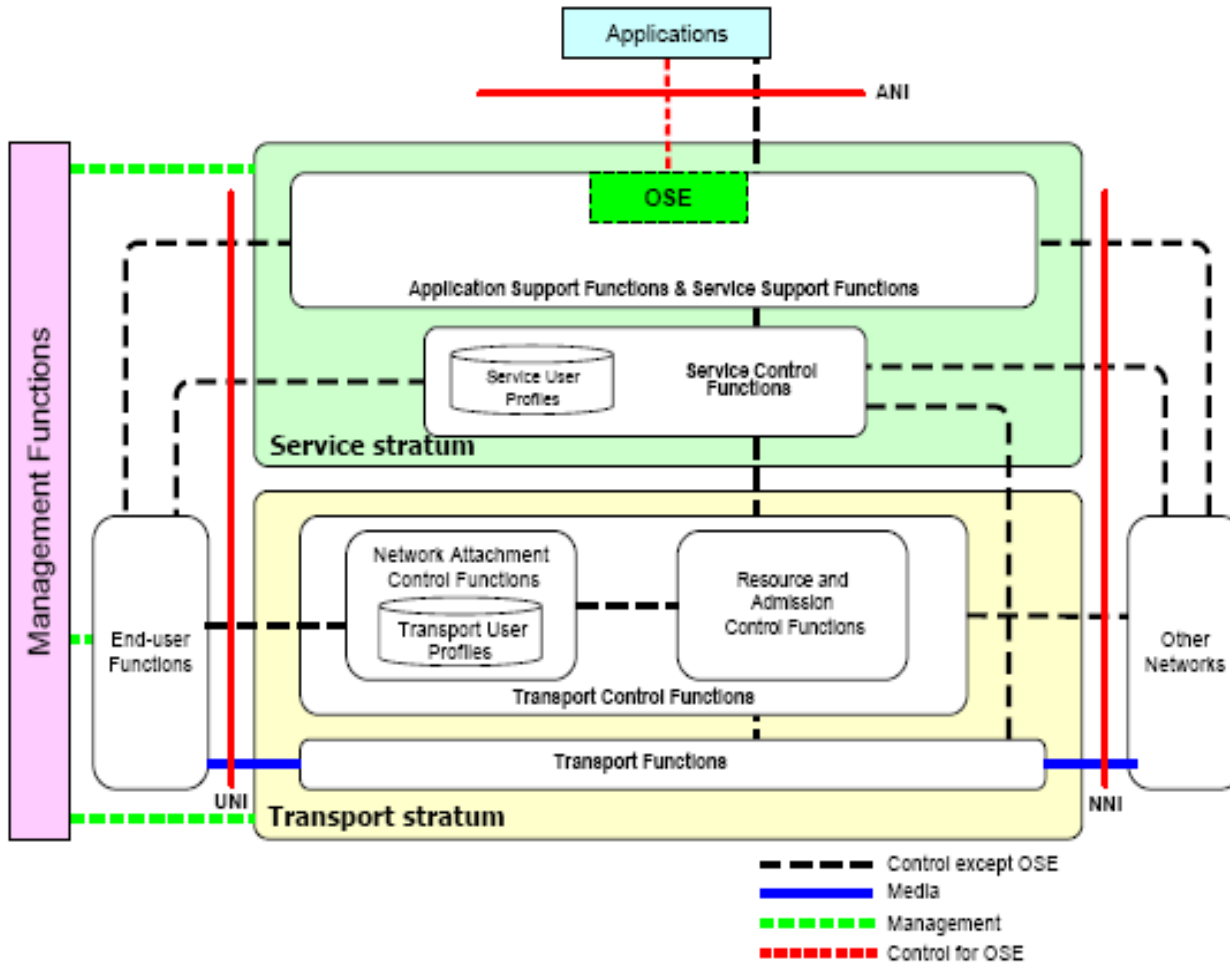 Applications
ANI
OSE
Application Support Functions & Service Support Functions
Management Functions
Service User
Profiles
Service Control
Functions
Service stratum
Network Attachment
Control Functions
Transport User
Profiles
Resource and
Admission
Control Functions
End-user
Functions
Other
Networks
Transport Control Functions
Transport Functions
UNI
NNI
Transport stratum
Control except OSE
Media
Management
Control for OSE